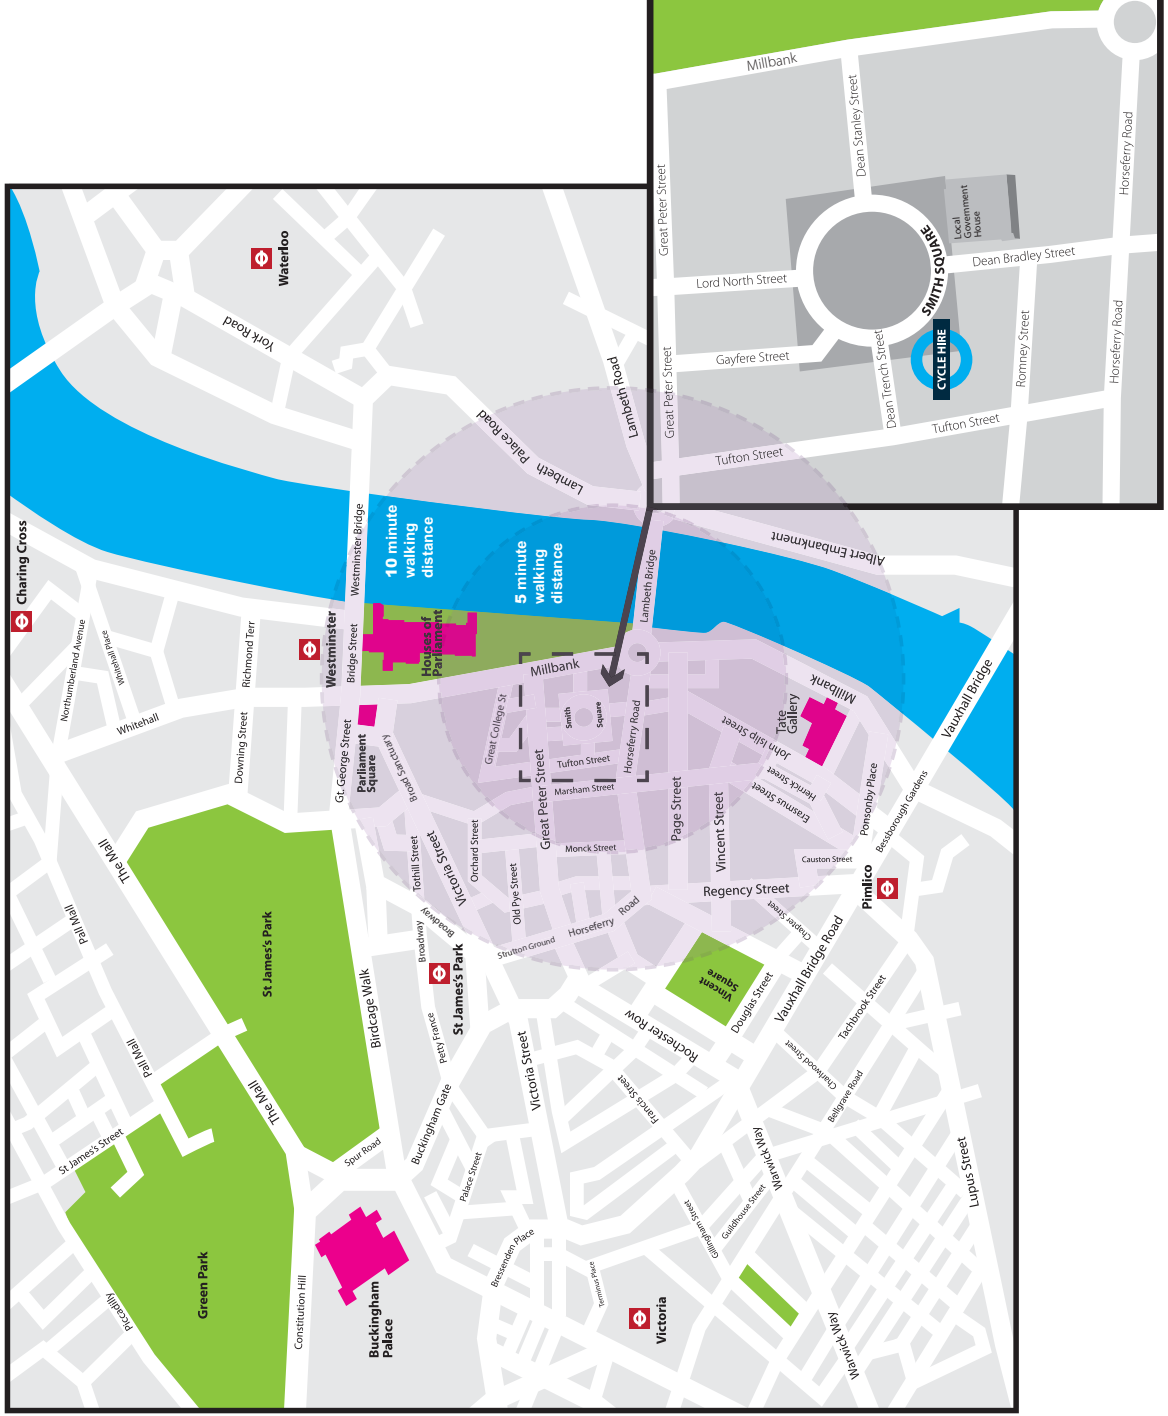 Millbank
Dean Stanley Street
Great Peter Street
Horseferry Road
Local
Government
House
SMITH SQUARE
Dean Bradley Street
Lord North Street
Gayfere Street
CYCLE HIRE
Dean Trench Street
Romney Street
Horseferry Road
Great Peter Street
Tufton Street
Tufton Street
Waterloo
York Road
Lambeth Road
Lambeth
Palace Road
Charing Cross
Westminster Bridge
10 minute
walking
distance
5 minute
walking
distance
Albert Embankment
Lambeth Bridge
Northumberland Avenue
Whitehall Place
Richmond Terr
Westminster
Bridge Street
Houses of
Parliament
Millbank
Millbank
Vauxhall Bridge
Whitehall
Downing Street
Gt. George Street
Parliament
Square
Broad Sanctuary
Great College St
Smith
Square
Horseferry Road
Tufton Street
John Islip Street
Tate
Gallery
Herrick Street
Erasmus Street
Ponsonby Place
Bessborough Gardens
Marsham Street
Great Peter Street
Page Street
Vincent Street
Monck Street
Causton Street
Pimlico
Regency Street
The Mall
Pall Mall
St James's Park
Birdcage Walk
Tothill Street
Victoria Street
Orchard Street
Old Pye Street
Broadway
Broadway
Strutton Ground
Horseferry
Road
St James's Park
Chapter Street
Vauxhall Bridge Road
Vincent
Square
Douglas Street
Tachbrook Street
Rochester Row
Petty France
Victoria Street
Pall Mall
The Mall
St James's Street
Spur Road
Buckingham Gate
Palace Street
Francis Street
Charlwood Street
Bellgrave Road
Warwick Way
Lupus Street
Gillingham Street
Guildhouse Street
Bressenden Place
Terminus Place
Victoria
Warwick Way
Green Park
Piccadilly
Constitution Hill
Buckingham
Palace